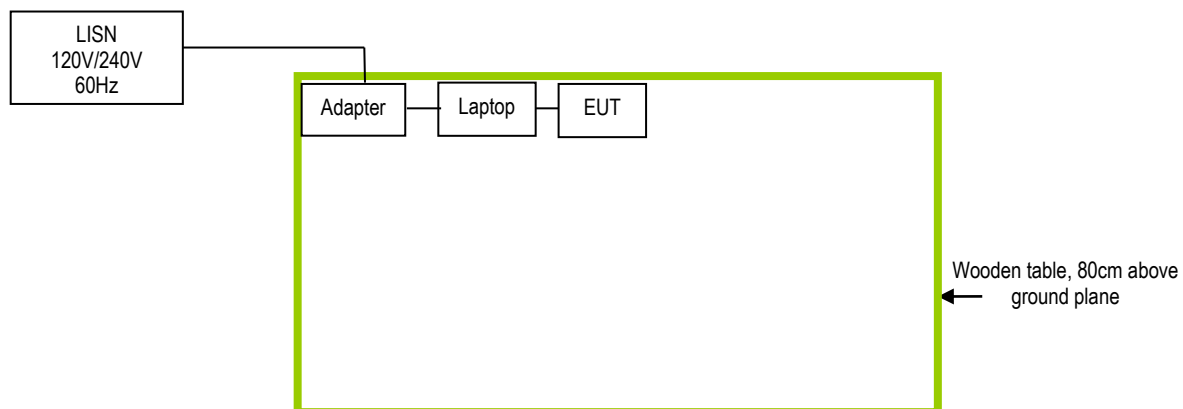 LISN
120V/240V
60Hz
Adapter
Laptop
EUT
Wooden table, 80cm above
ground plane